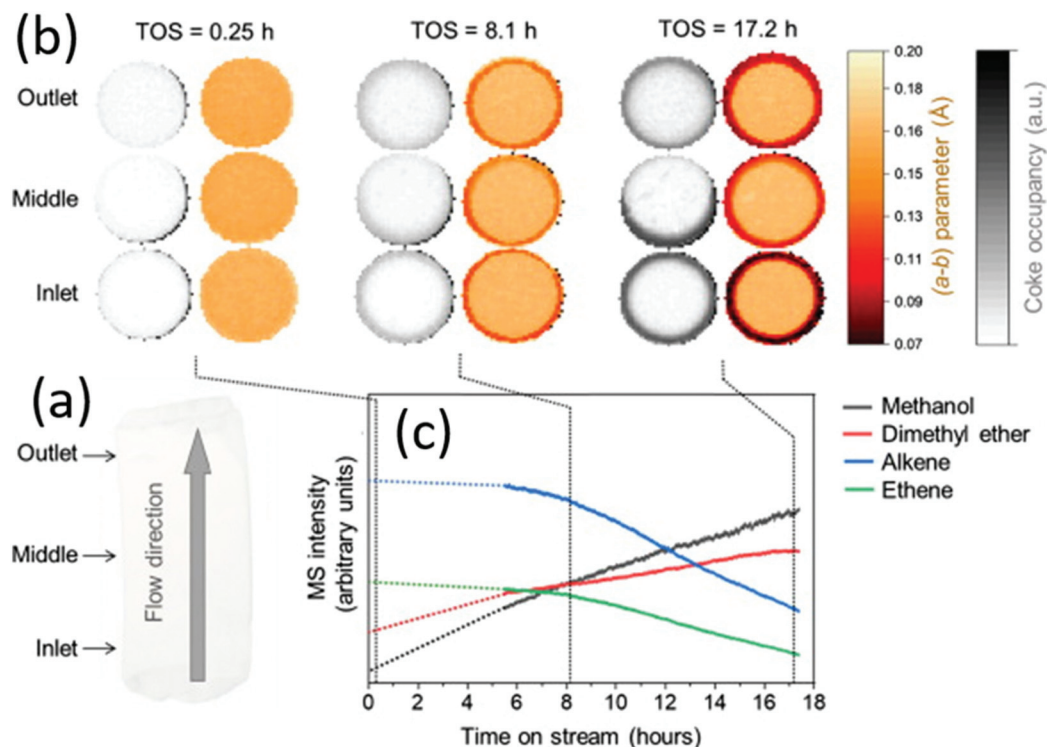 (b)
TOS = 0.25 h
TOS = 8.1 h
TOS = 17.2 h
Outlet
Middle
Inlet
0.20
0.18
0.16
0.15
0.13
0.11
0.09
0.07
(a-b) parameter (Å)
Coke occupancy (a.u.)
(a)
Outlet
Middle
Inlet
Flow direction
(c)
MS intensity
(arbitrary units)
0 2 4 6 8 10 12 14 16 18
Time on stream (hours)
Methanol
Dimethyl ether
Alkene
Ethene